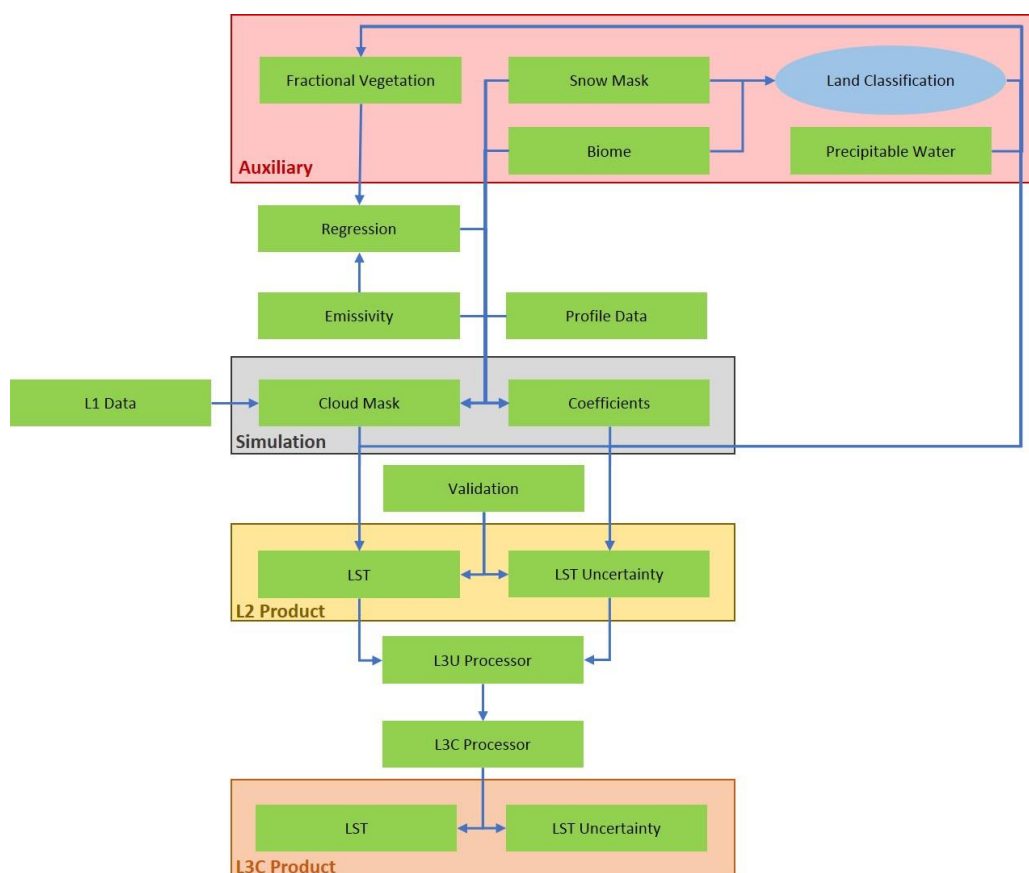 Fractional Vegetation
Snow Mask
Land Classification
Biome
Precipitable Water
Auxiliary
Regression
Emissivity
Profile Data
L1 Data
Cloud Mask
Coefficients
Simulation
Validation
LST
LST Uncertainty
L2 Product
L3U Processor
L3C Processor
LST
LST Uncertainty
L3C Product